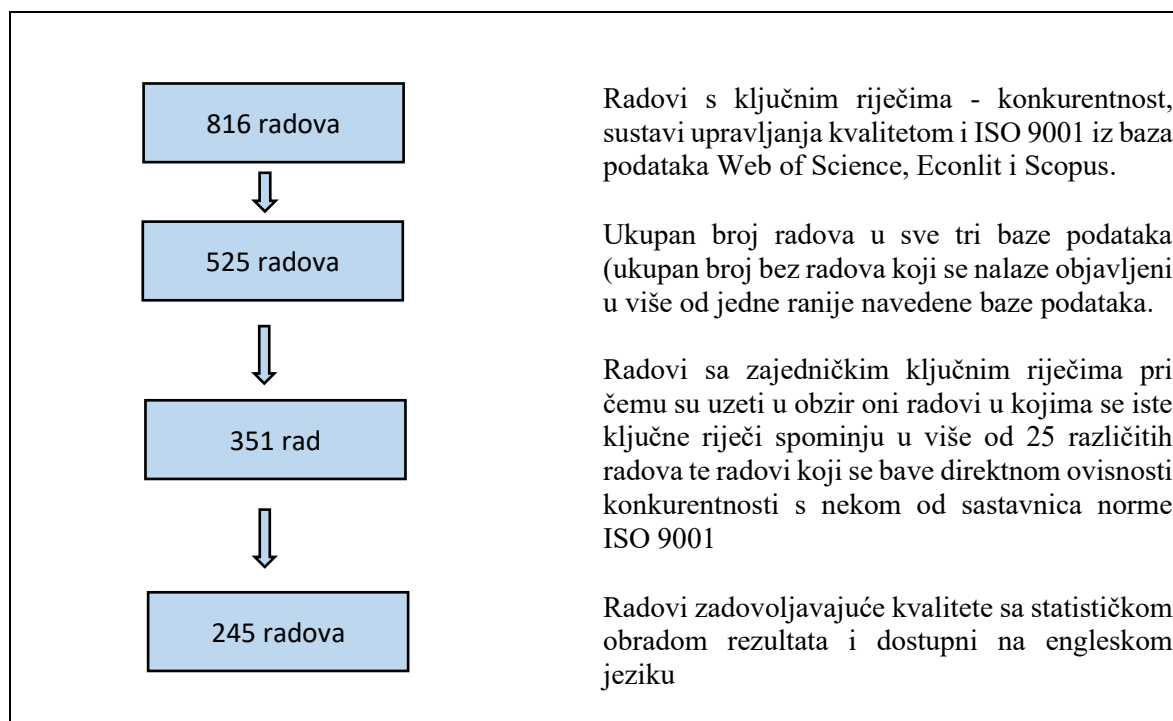 816 radova
Radovi s ključnim riječima - konkurentnost,
sustavi upravljanja kvalitetom i ISO 9001 iz baza
podataka Web of Science, Econlit i Scopus.
525 radova
Ukupan broj radova u sve tri baze podataka
(ukupan broj bez radova koji se nalaze objavljeni
u više od jedne ranije navedene baze podataka.
351 rad
Radovi sa zajedničkim ključnim riječima pri
čemu su uzeti u obzir oni radovi u kojima se iste
ključne riječi spominju u više od 25 različitih
radova te radovi koji se bave direktnom ovisnosti
konkurentnosti s nekom od sastavnica norme
ISO 9001
245 radova
Radovi zadovoljavajuće kvalitete sa statističkom
obradom rezultata i dostupni na engleskom
jeziku